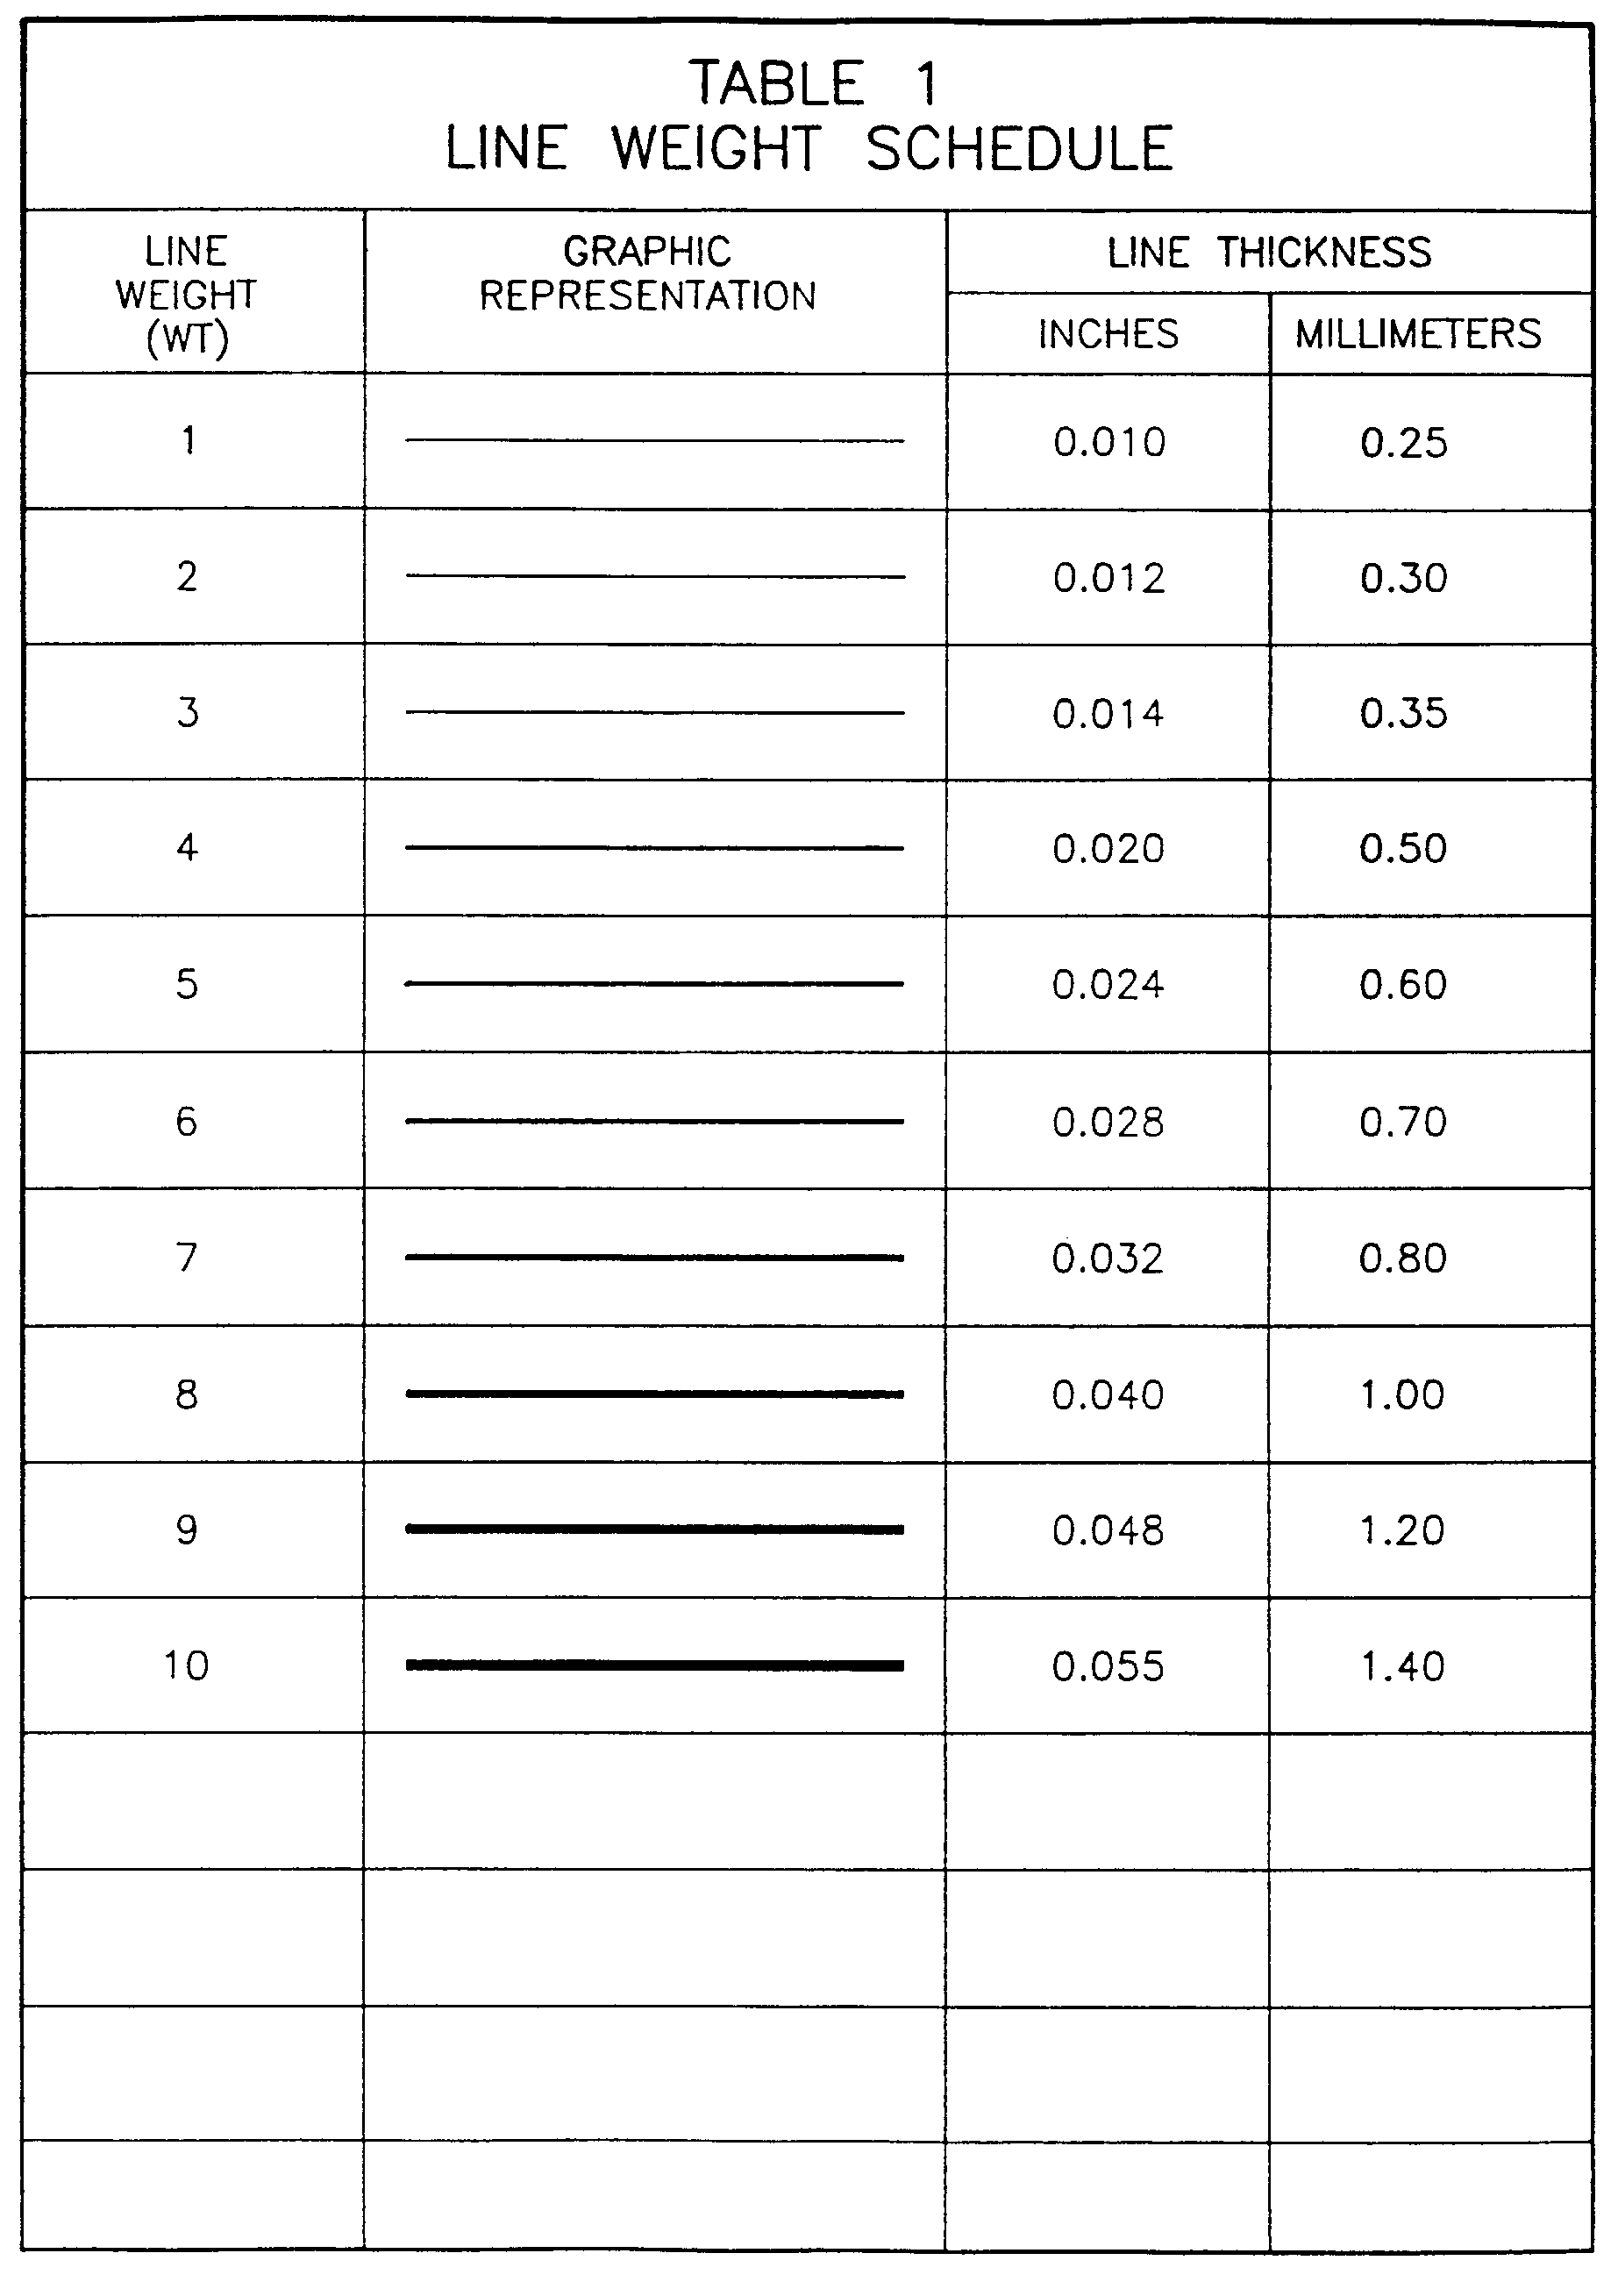 TABLE 1
LINE WEIGHT SCHEDULE
LINE WEIGHT (WT)
GRAPHIC REPRESENTATION
LINE THICKNESS
INCHES MILLIMETERS
1 0.010 0.25
2 0.012 0.30
3 0.014 0.35
4 0.020 0.50
5 0.024 0.60
6 0.028 0.70
7 0.032 0.80
8 0.040 1.00
9 0.048 1.20
10 0.055 1.40